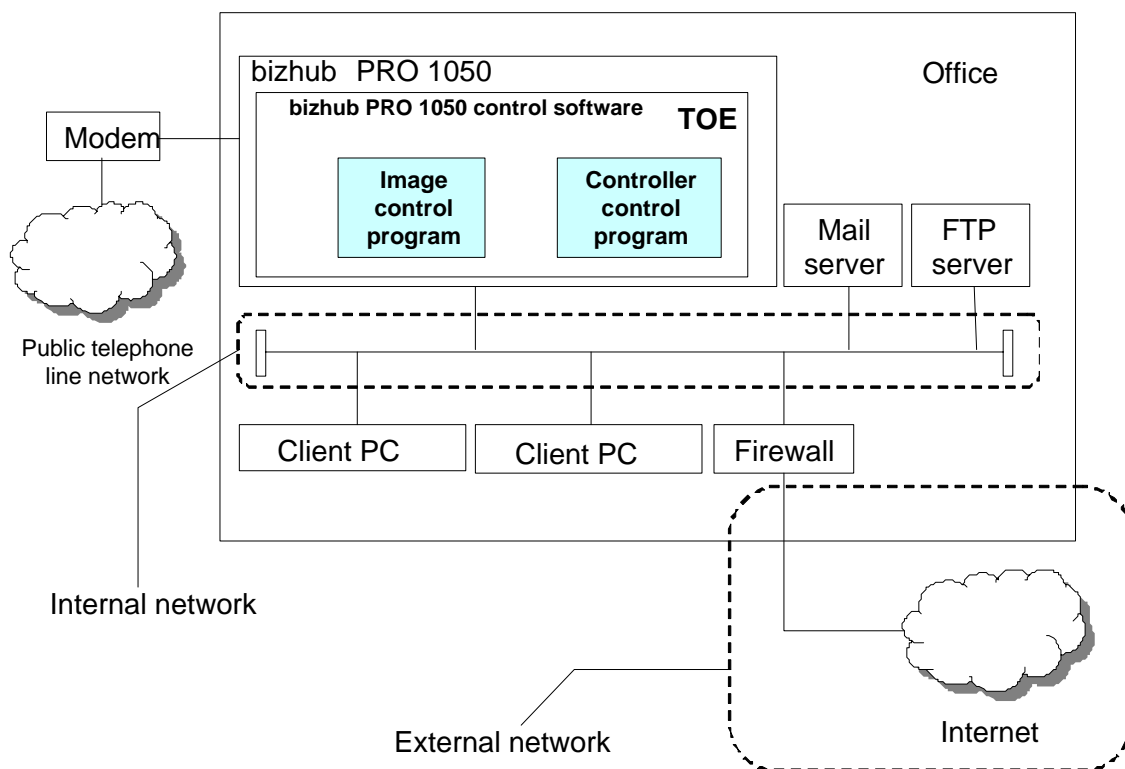 bizhub PRO 1050
Office
bizhub PRO 1050 control software
TOE
Modem
Image
control
program
Controller
control
program
Mail
server
FTP
server
Public telephone
line network
Client PC
Client PC
Firewall
Internal network
External network
Internet